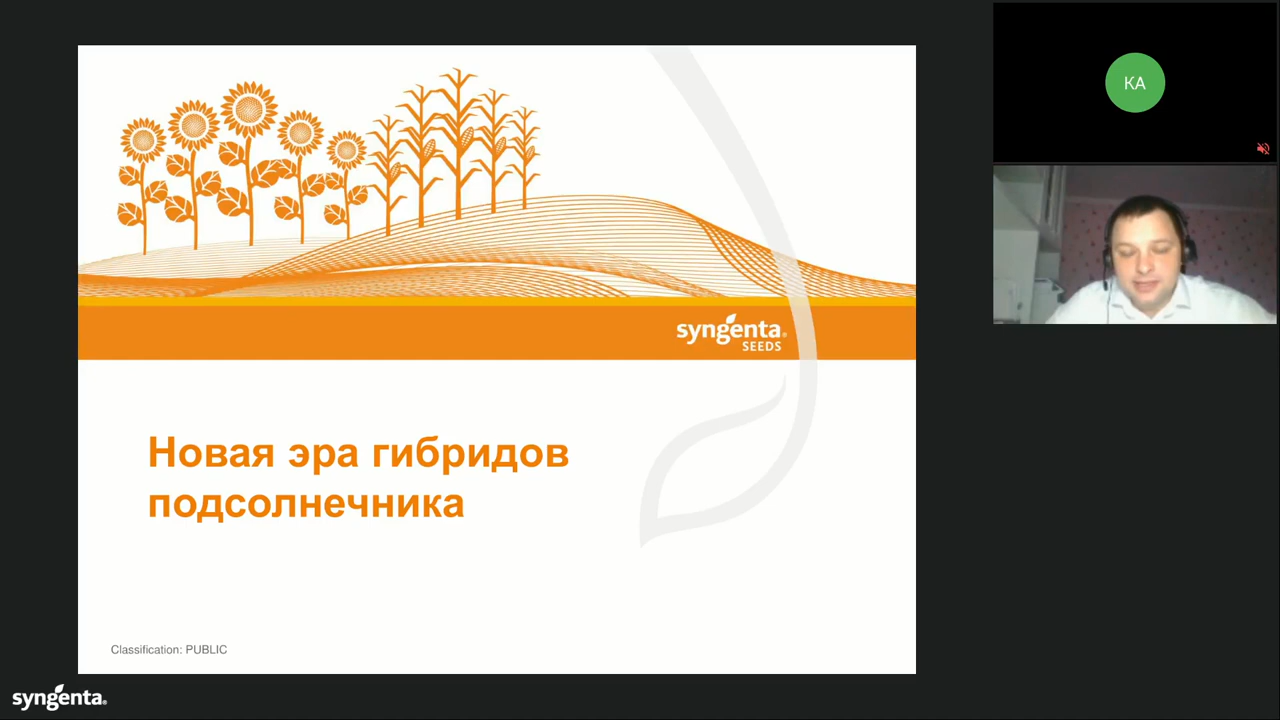 syngenta®
SEEDS
Новая эра гибридов
подсолнечника
Classification: PUBLIC
KA
syngenta®